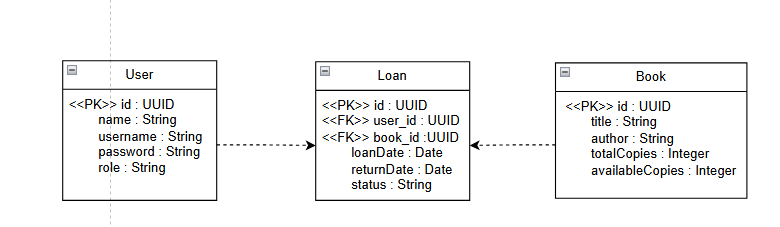 User
<<PK>> id : UUID
name : String
username : String
password : String
role : String
Loan
<<PK>> id : UUID
<<FK>> user_id : UUID
<<FK>> book_id :UUID
loanDate : Date
returnDate : Date
status : String
Book
<<PK>> id : UUID
title : String
author : String
totalCopies : Integer
availableCopies : Integer